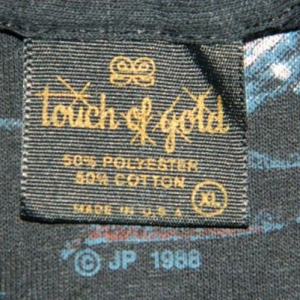 touch of gold
50% POLYESTER
50% COTTON
XL
MADE IN U.S.A
© JP 1988